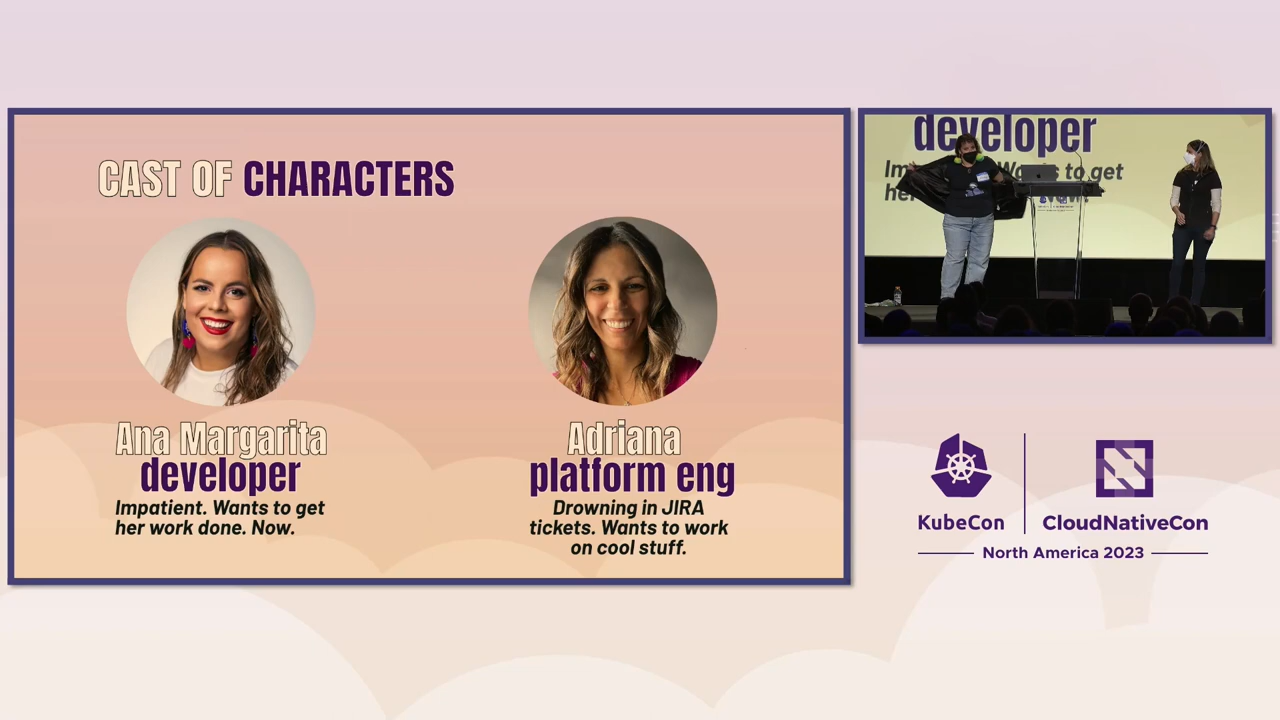 CAST OF CHARACTERS
Ana Margarita
developer
Impatient. Wants to get
her work done. Now.
Adriana
platform eng
Drowning in JIRA
tickets. Wants to work
on cool stuff.
developer
KubeCon
CloudNativeCon
North America 2023